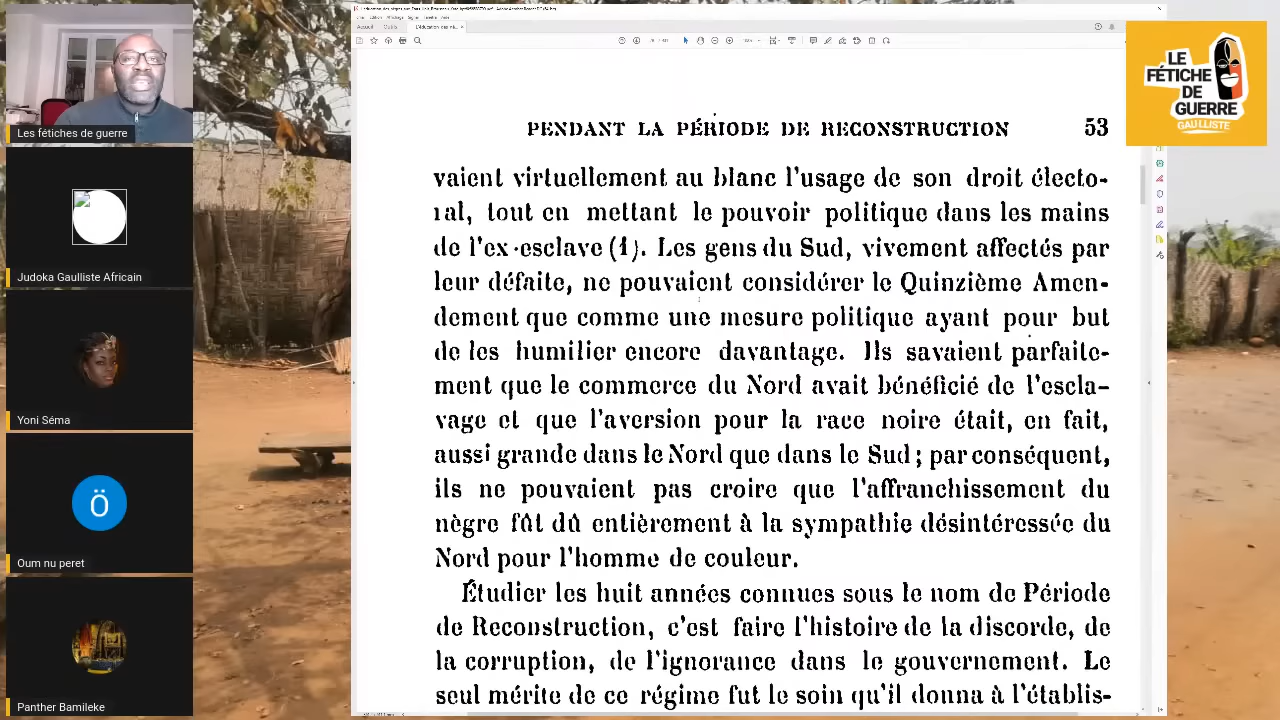 Les fétiches de guerre
Judoka Gaulliste Africain
Yoni Séma
Ö
Oum nu peret
Panther Bamileke
Accueil Outils
LE
FÉTICHE
DE
GUERRE
GAULLISTE
PENDANT LA PÉRIODE DE RECONSTRUCTION 53
vaient virtuellement au blanc l'usage de son droit électo-
ral, tout en mettant le pouvoir politique dans les mains
de l'ex-esclave (1). Les gens du Sud, vivement affectés par
leur défaite, ne pouvaient considérer le Quinzième Amen-
dement que comme une mesure politique ayant pour but
de les humilier encore davantage. Ils savaient parfaite-
ment que le commerce du Nord avait bénéficié de l'escla-
vage et que l'aversion pour la race noire était, en fait,
aussi grande dans le Nord que dans le Sud ; par conséquent,
ils ne pouvaient pas croire que l'affranchissement du
nègre fût dû entièrement à la sympathie désintéressée du
Nord pour l'homme de couleur.
Étudier les huit années connues sous le nom de Période
de Reconstruction, c'est faire l'histoire de la discorde, de
la corruption, de l'ignorance dans le gouvernement. Le
seul mérite de ce régime fut le soin qu'il donna à l'établis-